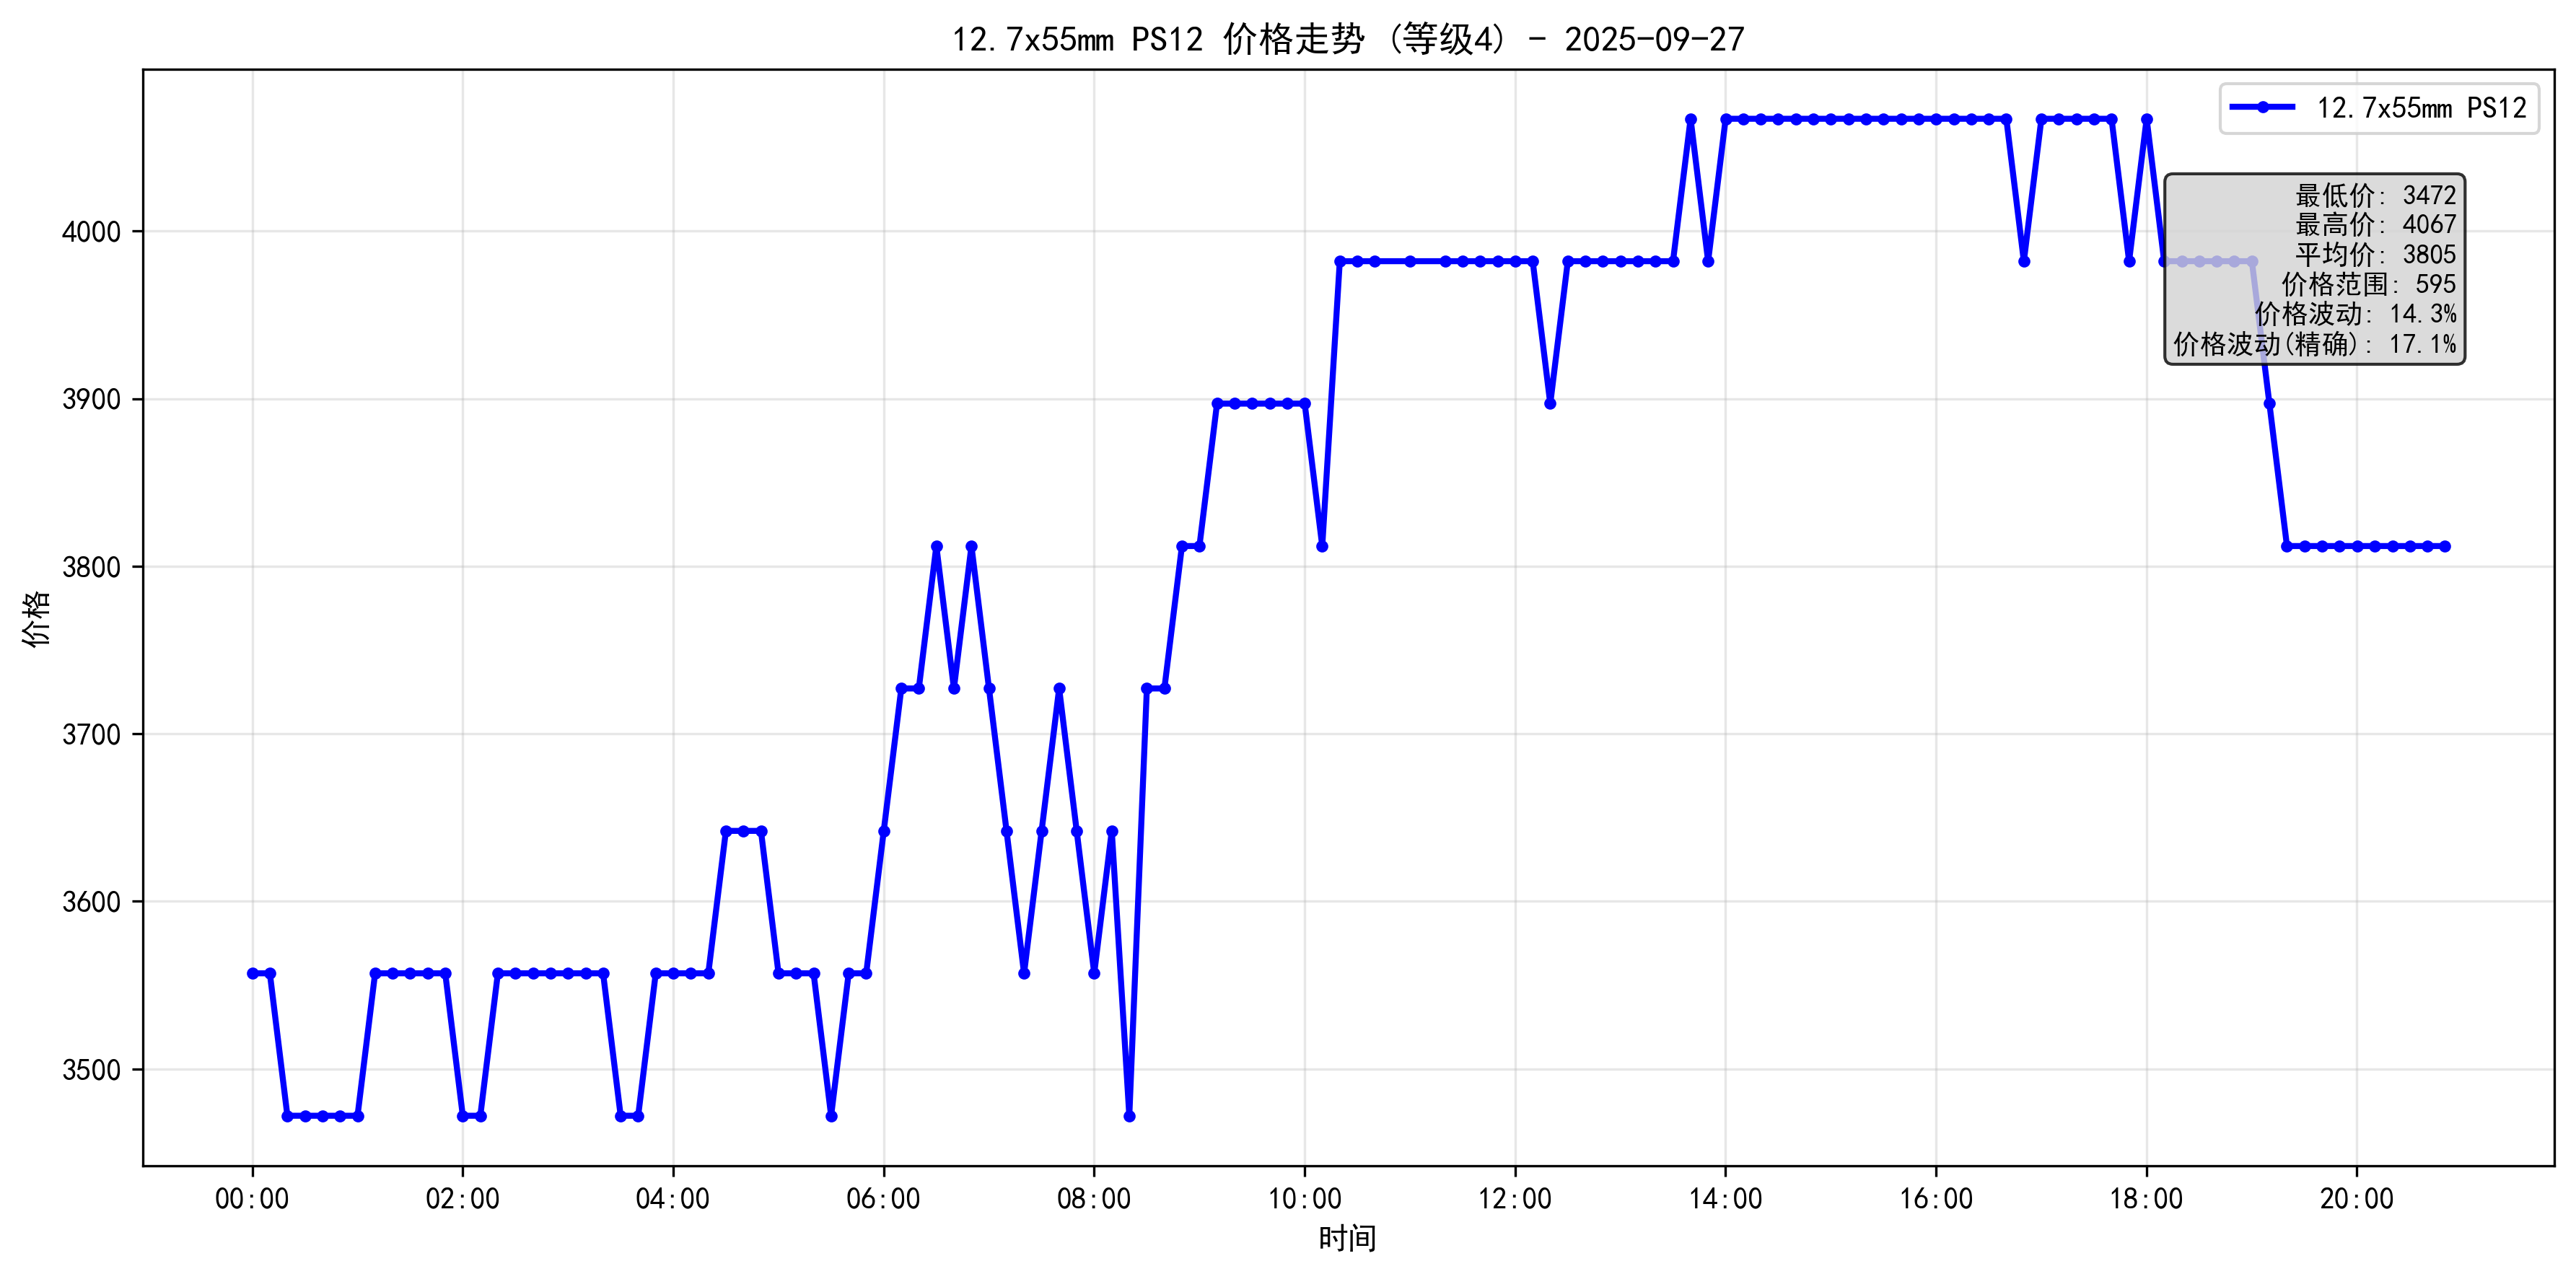 12.7x55mm PS12 价格走势 (等级4) - 2025-09-27
12.7x55mm PS12
最低价: 3472
最高价: 4067
平均价: 3805
价格范围: 595
价格波动: 14.3%
价格波动(精确): 17.1%
价格
4000
3900
3800
3700
3600
3500
00:00 02:00 04:00 06:00 08:00 10:00 12:00 14:00 16:00 18:00 20:00
时间